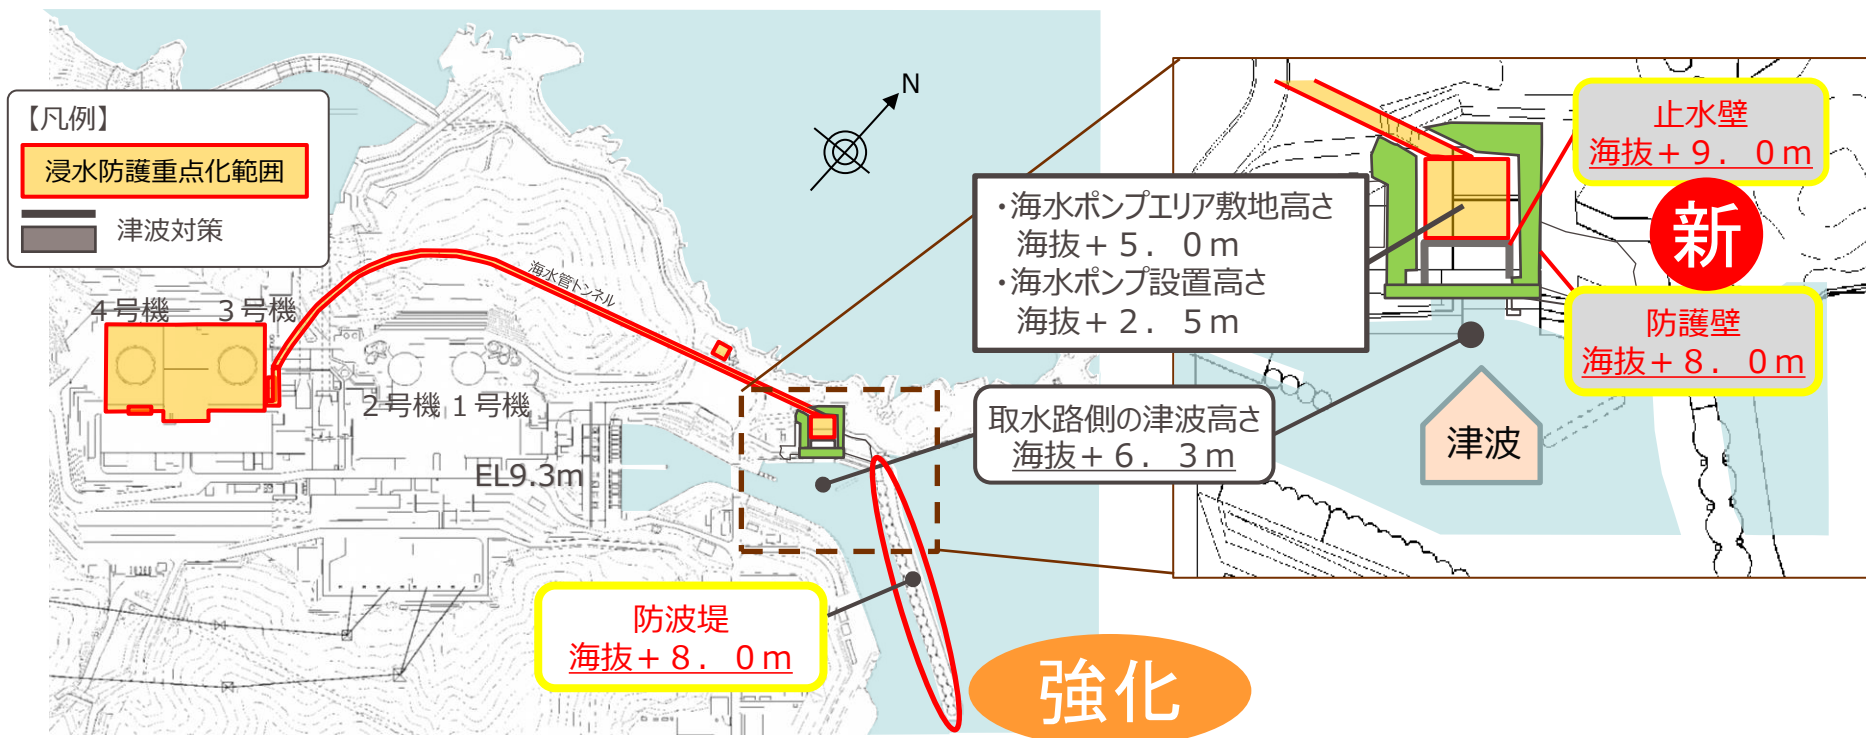 【凡例】
浸水防護重点化範囲
津波対策
N
4号機 3号機
海水管トンネル
2号機 1号機
EL9.3m
・海水ポンプエリア敷地高さ
海抜+5.0m
・海水ポンプ設置高さ
海抜+2.5m
取水路側の津波高さ
海抜+6.3m
防波堤
海抜+8.0m
強化
止水壁
海抜+9.0m
新
防護壁
海抜+8.0m
津波